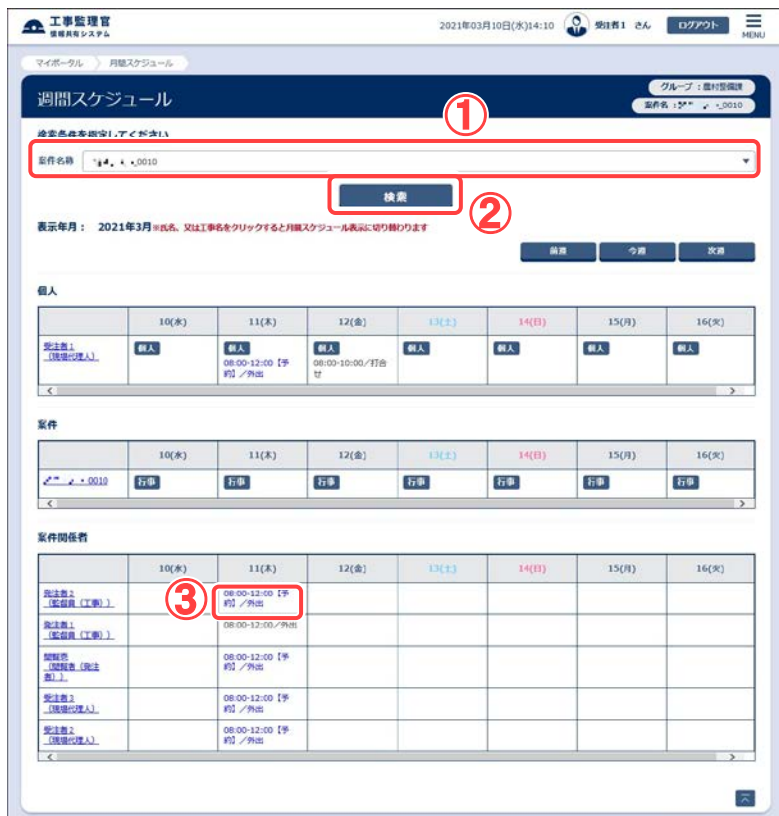 工事監理官
情報共有システム
2021年03月10日(水)14:10
受注者1 さん
ログアウト
MENU
マイポータル
月間スケジュール
週間スケジュール
グループ：農村整備課
案件名：
_0010
①
検索条件を指定してください
案件名称
_0010
検索
②
表示年月： 2021年3月※氏名、又は工事名をクリックすると月間スケジュール表示に切り替わります
前週 今週 次週
個人
10(水) 11(木) 12(金) 13(土) 14(日) 15(月) 16(火)
受注者1
（現場代理人）
個人 個人 個人 個人 個人 個人 個人
08:00-12:00【予
約】／外出
08:00-10:00／打合
せ
案件
10(水) 11(木) 12(金) 13(土) 14(日) 15(月) 16(火)
_0010
行事 行事 行事 行事 行事 行事 行事
案件関係者
10(水) 11(木) 12(金) 13(土) 14(日) 15(月) 16(火)
③
発注者2
（監督員（工事））
08:00-12:00【予
約】／外出
発注者1
（監督員（工事））
08:00-12:00／外出
閲覧者
（閲覧者（発注
者））
08:00-12:00【予
約】／外出
受注者3
（現場代理人）
08:00-12:00【予
約】／外出
受注者2
（現場代理人）
08:00-12:00【予
約】／外出